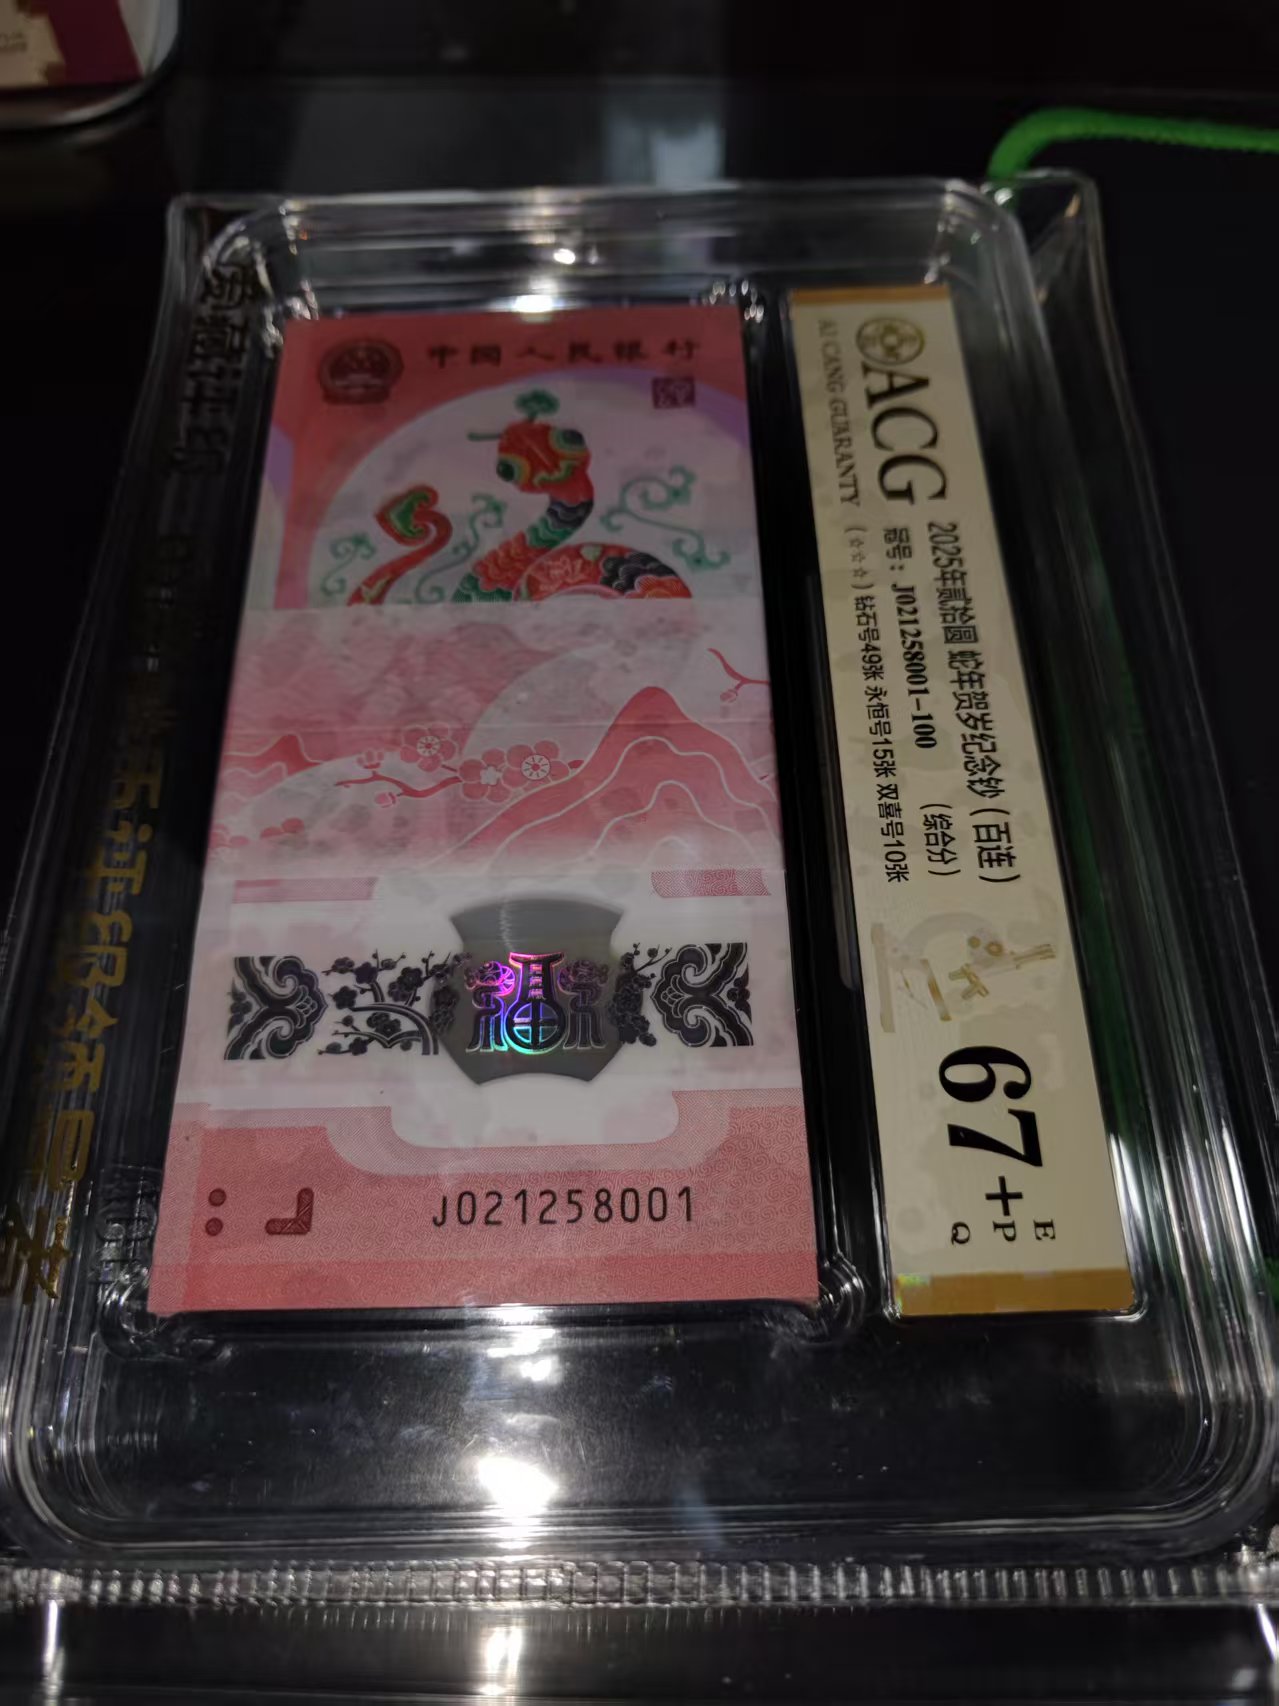 中国人民银行
J021258001
ACG
AI CANG GUARANTY
2025年贰拾圆 蛇年贺岁纪念钞（百连）
冠号：J021258001-100 （综合分）
（☆☆☆）钻石号49张 永恒号15张 双喜号10张
67+
E
P
Q